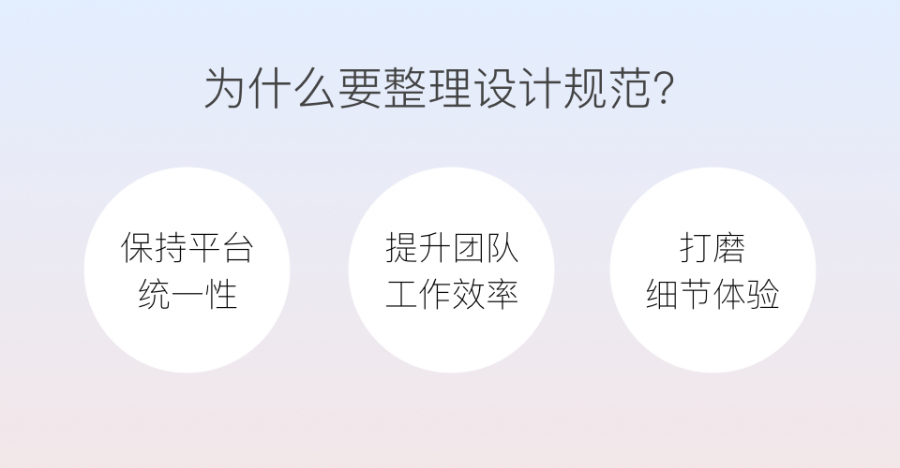 为什么要整理设计规范？
保持平台
统一性
提升团队
工作效率
打磨
细节体验